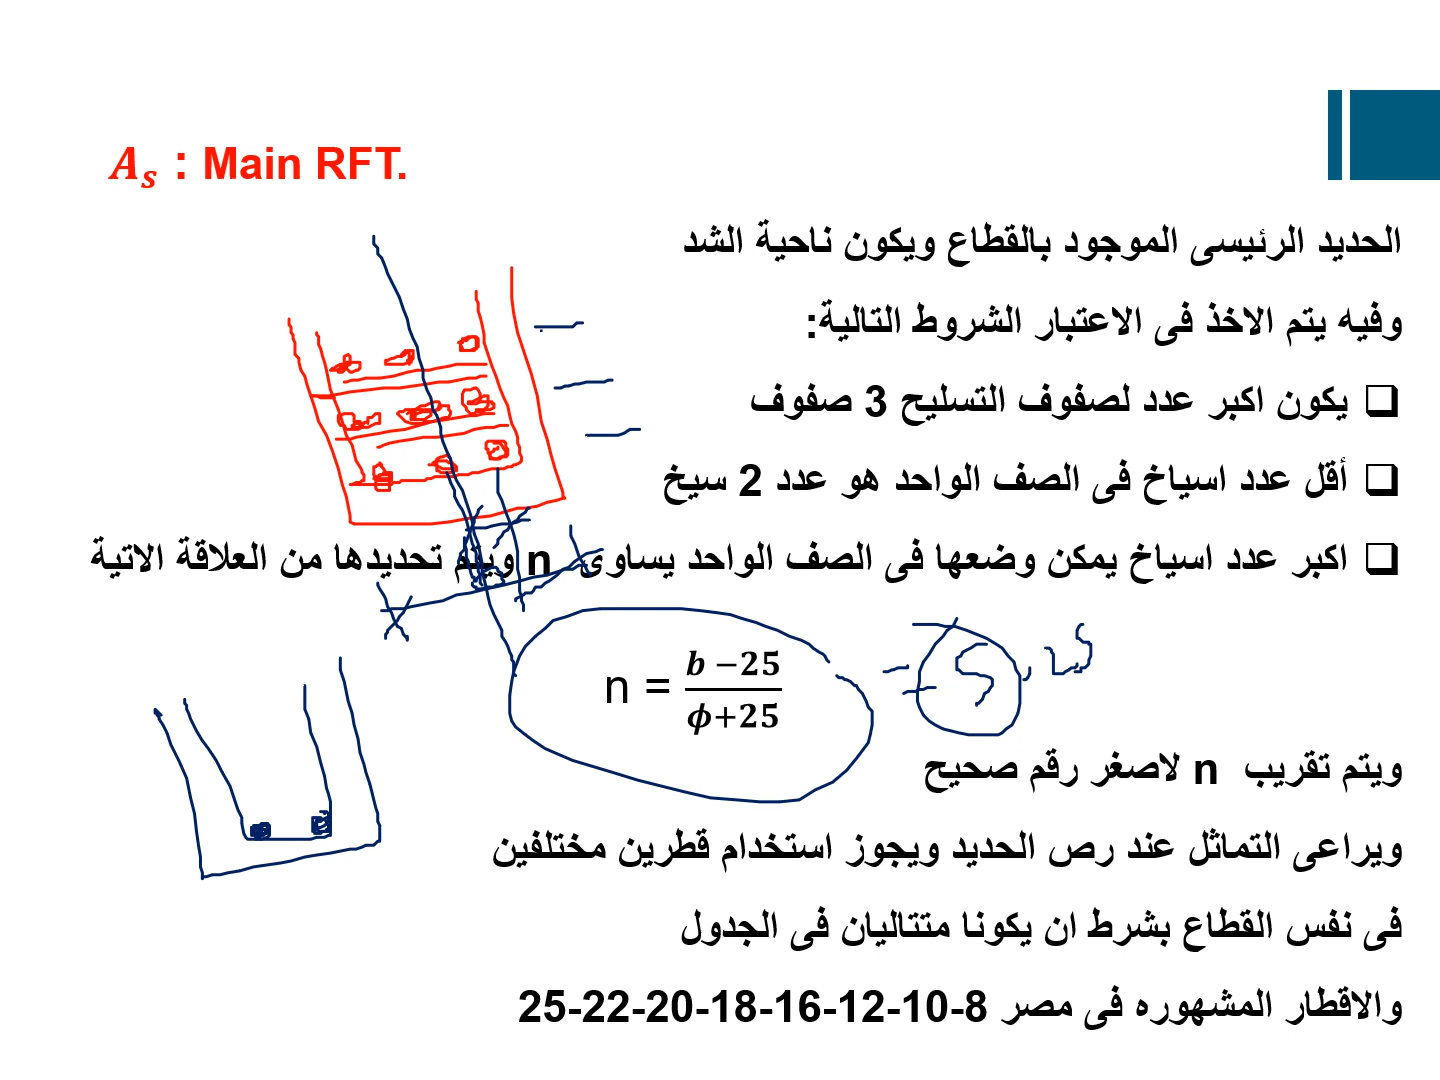 As : Main RFT.
الحديد الرئيسى الموجود بالقطاع ويكون ناحية الشد
وفيه يتم الاخذ فى الاعتبار الشروط التالية:
❑ يكون اكبر عدد لصفوف التسليح 3 صفوف
❑ أقل عدد اسياخ فى الصف الواحد هو عدد 2 سيخ
❑ اكبر عدد اسياخ يمكن وضعها فى الصف الواحد يساوى n ويتم تحديدها من العلاقة الاتية
n = (b − 25) / (ϕ + 25)
ويتم تقريب n لاصغر رقم صحيح
ويراعى التماثل عند رص الحديد ويجوز استخدام قطرين مختلفين
فى نفس القطاع بشرط ان يكونا متتاليان فى الجدول
والاقطار المشهوره فى مصر 8-10-12-16-18-20-22-25